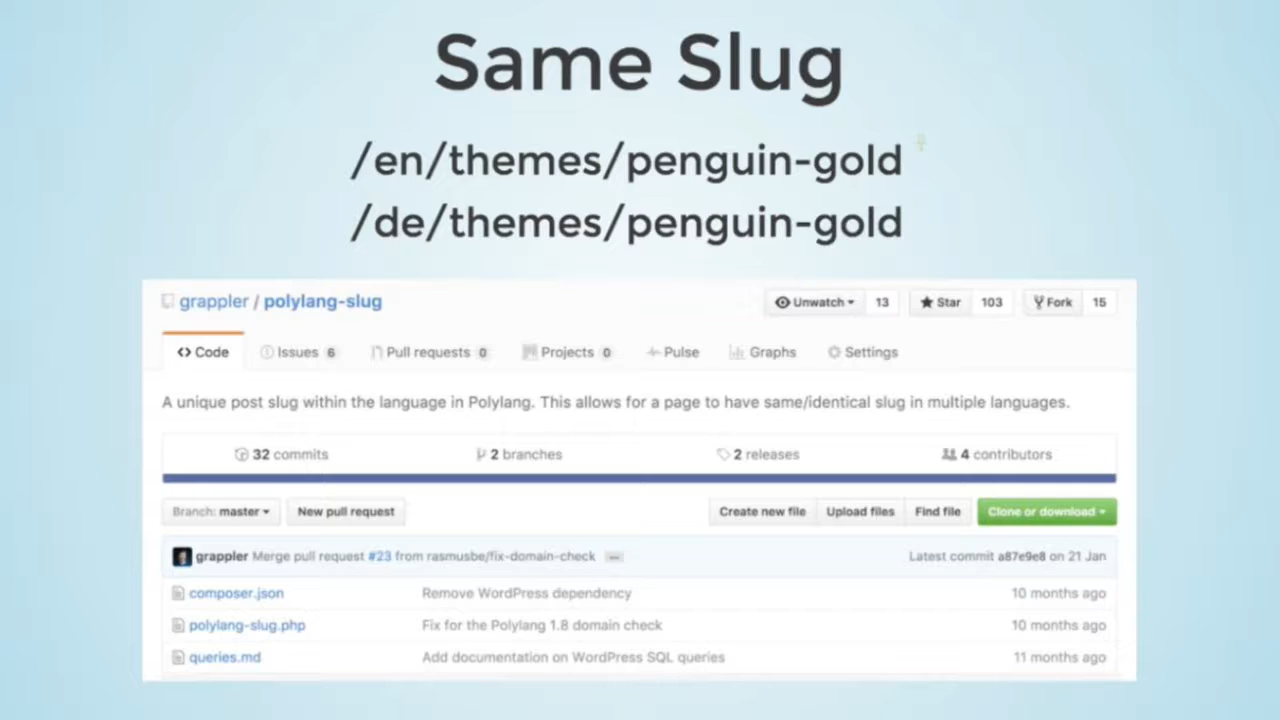 Same Slug
/en/themes/penguin-gold
/de/themes/penguin-gold
grappler / polylang-slug Unwatch 13 Star 103 Fork 15
Code Issues 6 Pull requests 0 Projects 0 Pulse Graphs Settings
A unique post slug within the language in Polylang. This allows for a page to have same/identical slug in multiple languages.
32 commits 2 branches 2 releases 4 contributors
Branch: master New pull request Create new file Upload files Find file Clone or download
grappler Merge pull request #23 from rasmusbe/fix-domain-check ... Latest commit a87e9e8 on 21 Jan
composer.json Remove WordPress dependency 10 months ago
polylang-slug.php Fix for the Polylang 1.8 domain check 10 months ago
queries.md Add documentation on WordPress SQL queries 11 months ago